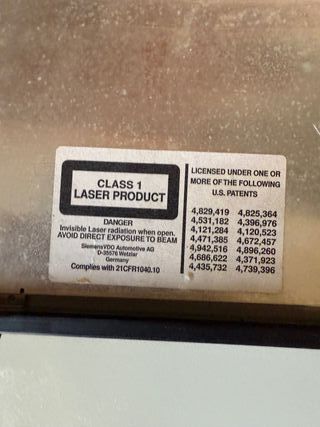 CLASS 1
LASER PRODUCT
DANGER
Invisible Laser radiation when open.
AVOID DIRECT EXPOSURE TO BEAM
SiemensVDO Automotive AG
D-35576 Wetzlar
Germany
Complies with 21CFR1040.10
LICENSED UNDER ONE OR
MORE OF THE FOLLOWING
U.S. PATENTS
4,829,419 4,825,364
4,531,182 4,396,976
4,121,284 4,120,523
4,471,385 4,672,457
4,942,516 4,896,260
4,686,622 4,371,923
4,435,732 4,739,396